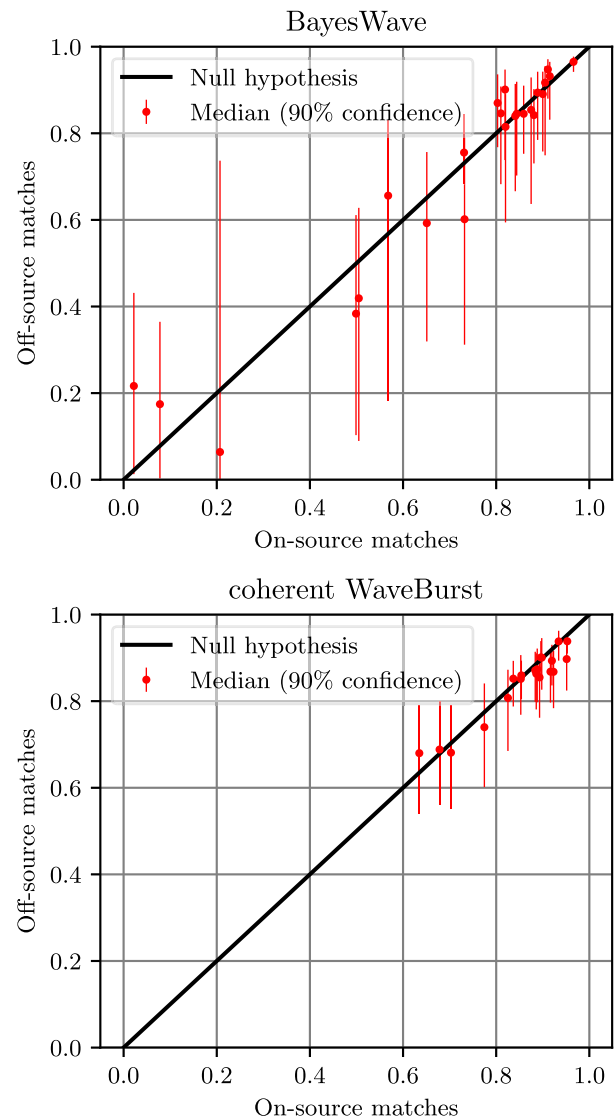 BayesWave
1.0
0.8
0.6
0.4
0.2
0.0
Off-source matches
Null hypothesis
Median (90% confidence)
0.0 0.2 0.4 0.6 0.8 1.0
On-source matches
coherent WaveBurst
1.0
0.8
0.6
0.4
0.2
0.0
Off-source matches
Null hypothesis
Median (90% confidence)
0.0 0.2 0.4 0.6 0.8 1.0
On-source matches